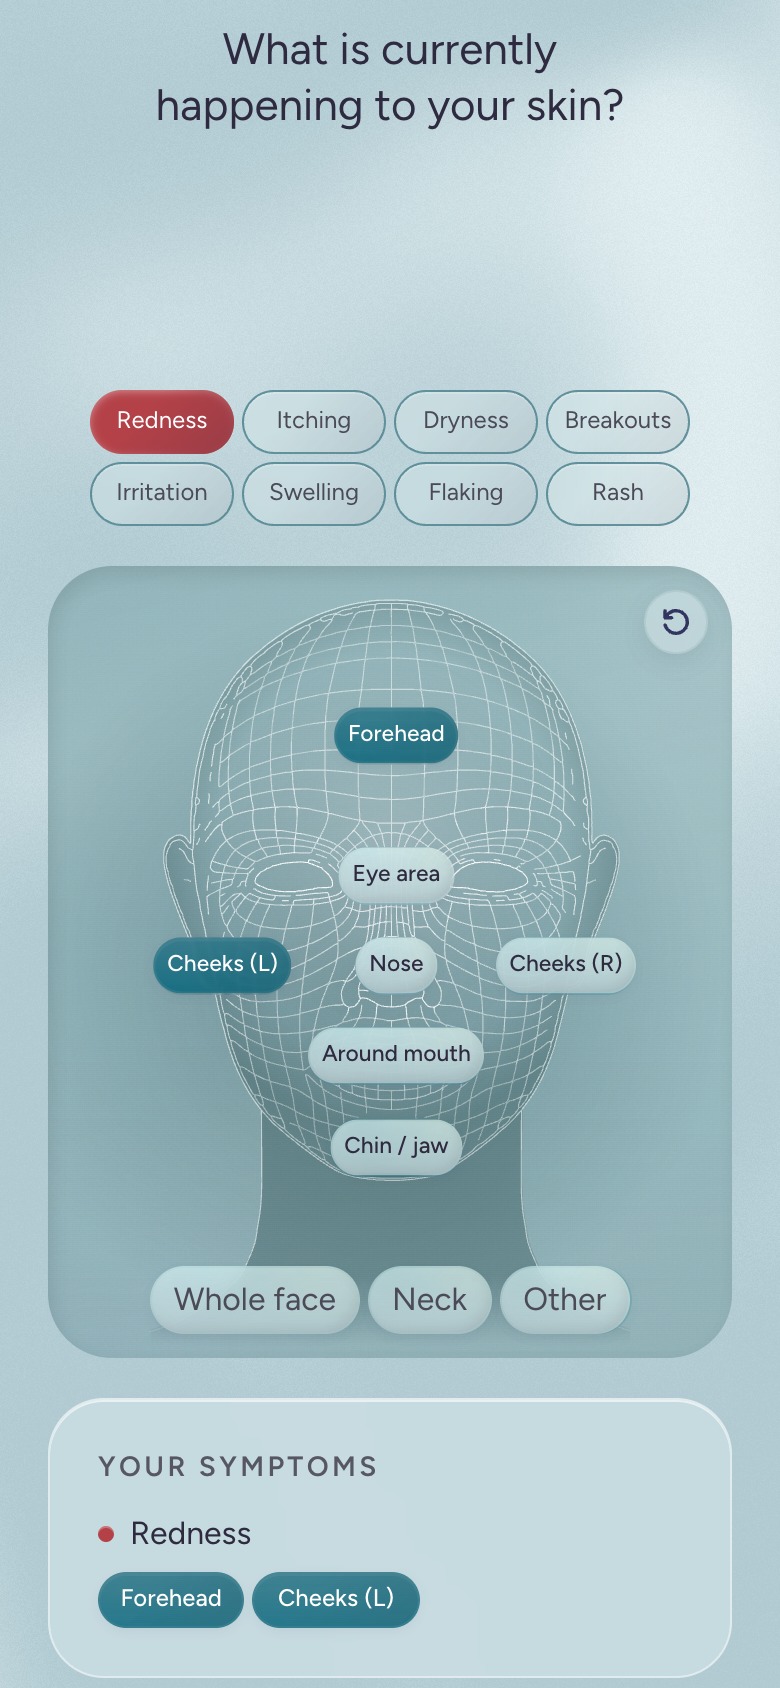 What is currently
happening to your skin?
Redness Itching Dryness Breakouts
Irritation Swelling Flaking Rash
Forehead
Eye area
Cheeks (L) Nose Cheeks (R)
Around mouth
Chin / jaw
Whole face Neck Other
YOUR SYMPTOMS
Redness
Forehead Cheeks (L)